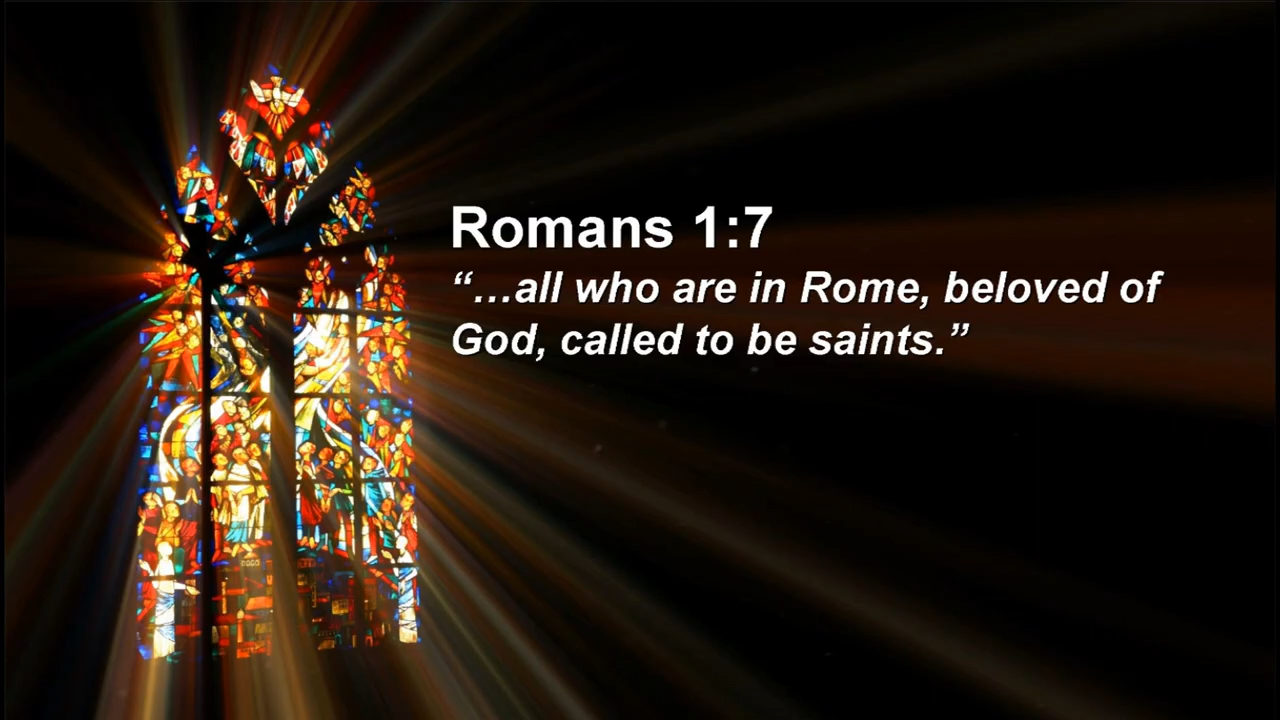 Romans 1:7
“…all who are in Rome, beloved of
God, called to be saints.”